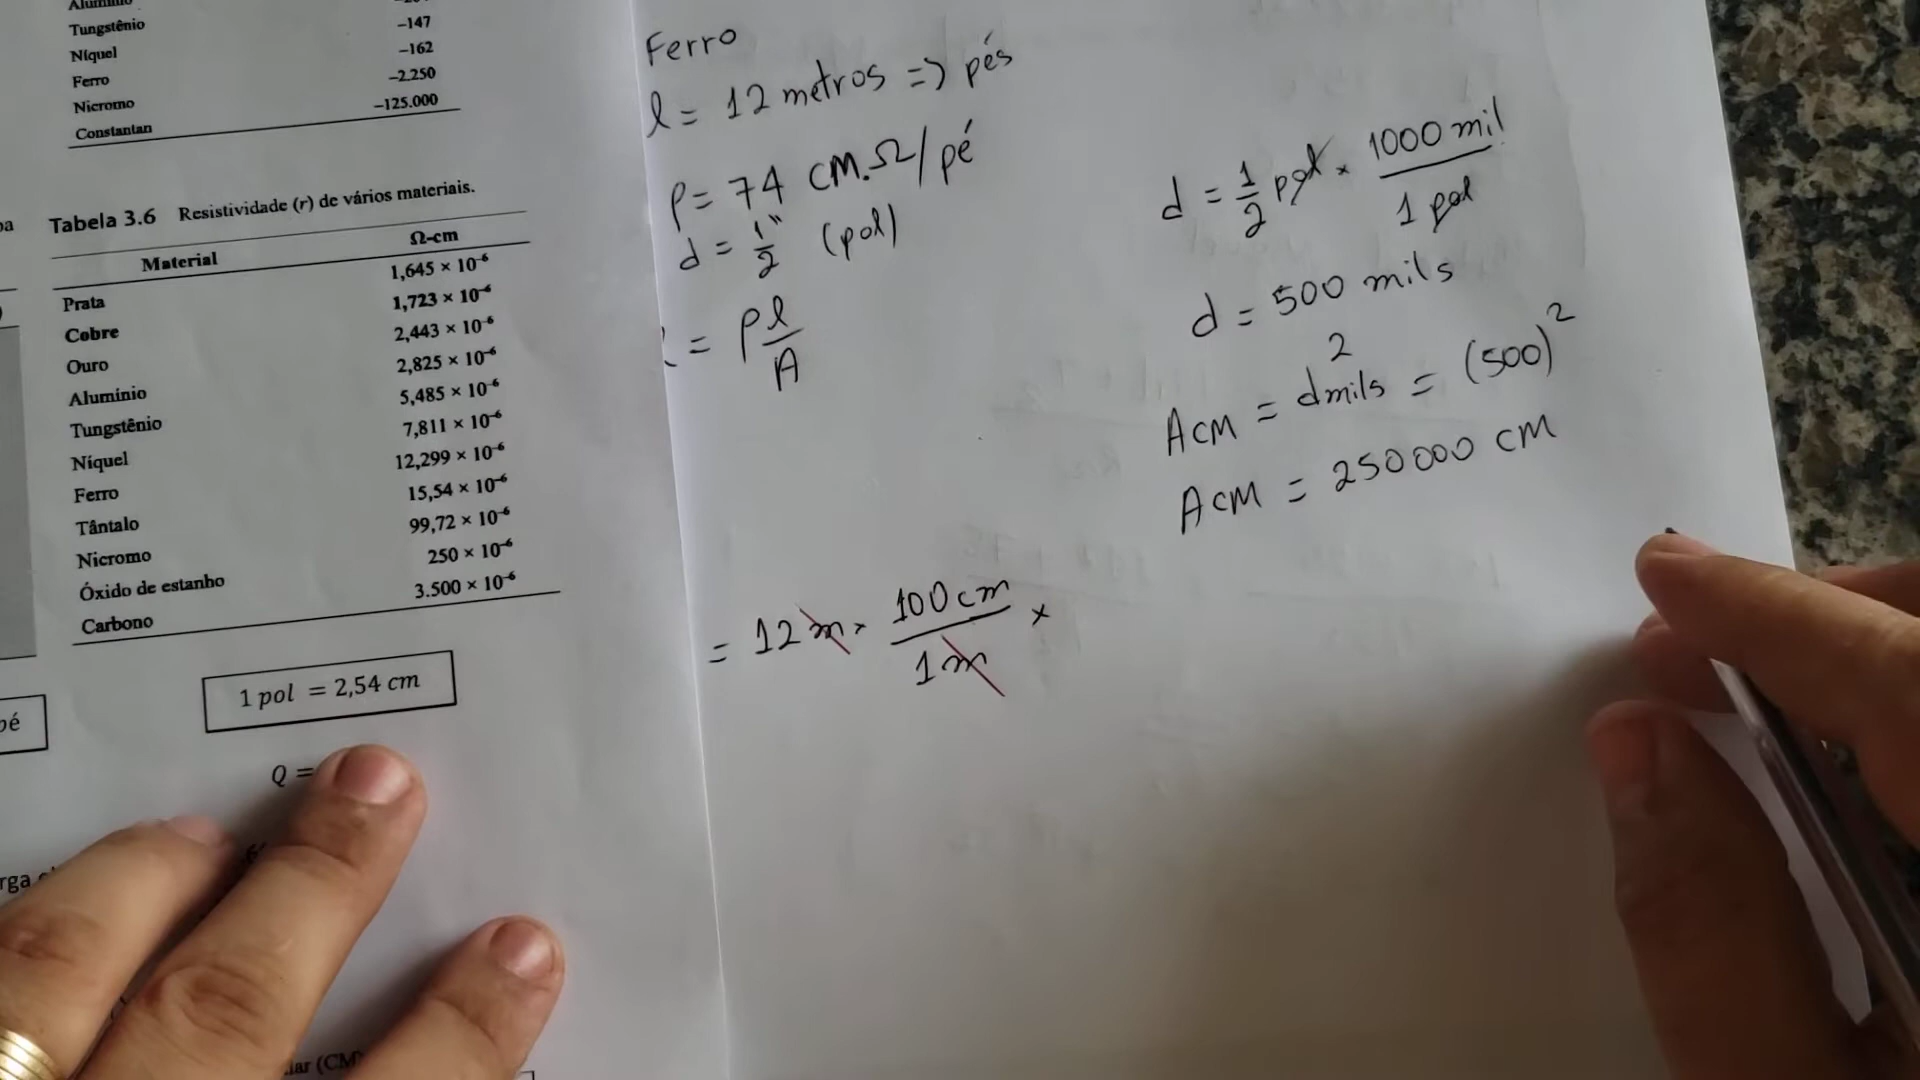 Tungstênio –147
Níquel –162
Ferro –2.250
Nicromo –125.000
Constantan
Tabela 3.6 Resistividade (r) de vários materiais.
Material Ω-cm
Prata 1,645 × 10⁻⁶
Cobre 1,723 × 10⁻⁶
Ouro 2,443 × 10⁻⁶
Alumínio 2,825 × 10⁻⁶
Tungstênio 5,485 × 10⁻⁶
Níquel 7,811 × 10⁻⁶
Ferro 12,299 × 10⁻⁶
Tântalo 15,54 × 10⁻⁶
Nicromo 99,72 × 10⁻⁶
Óxido de estanho 250 × 10⁻⁶
Carbono 3.500 × 10⁻⁶
1 pol = 2,54 cm
pé
Q =
Ferro
l = 12 metros => pés
ρ = 74 CM.Ω/pé
d = 1/2" (pol)
= ρl/A
= 12 m × 100 cm / 1 m ×
d = 1/2 pol × 1000 mil / 1 pol
d = 500 mils
ACM = d²mils = (500)²
ACM = 250000 CM